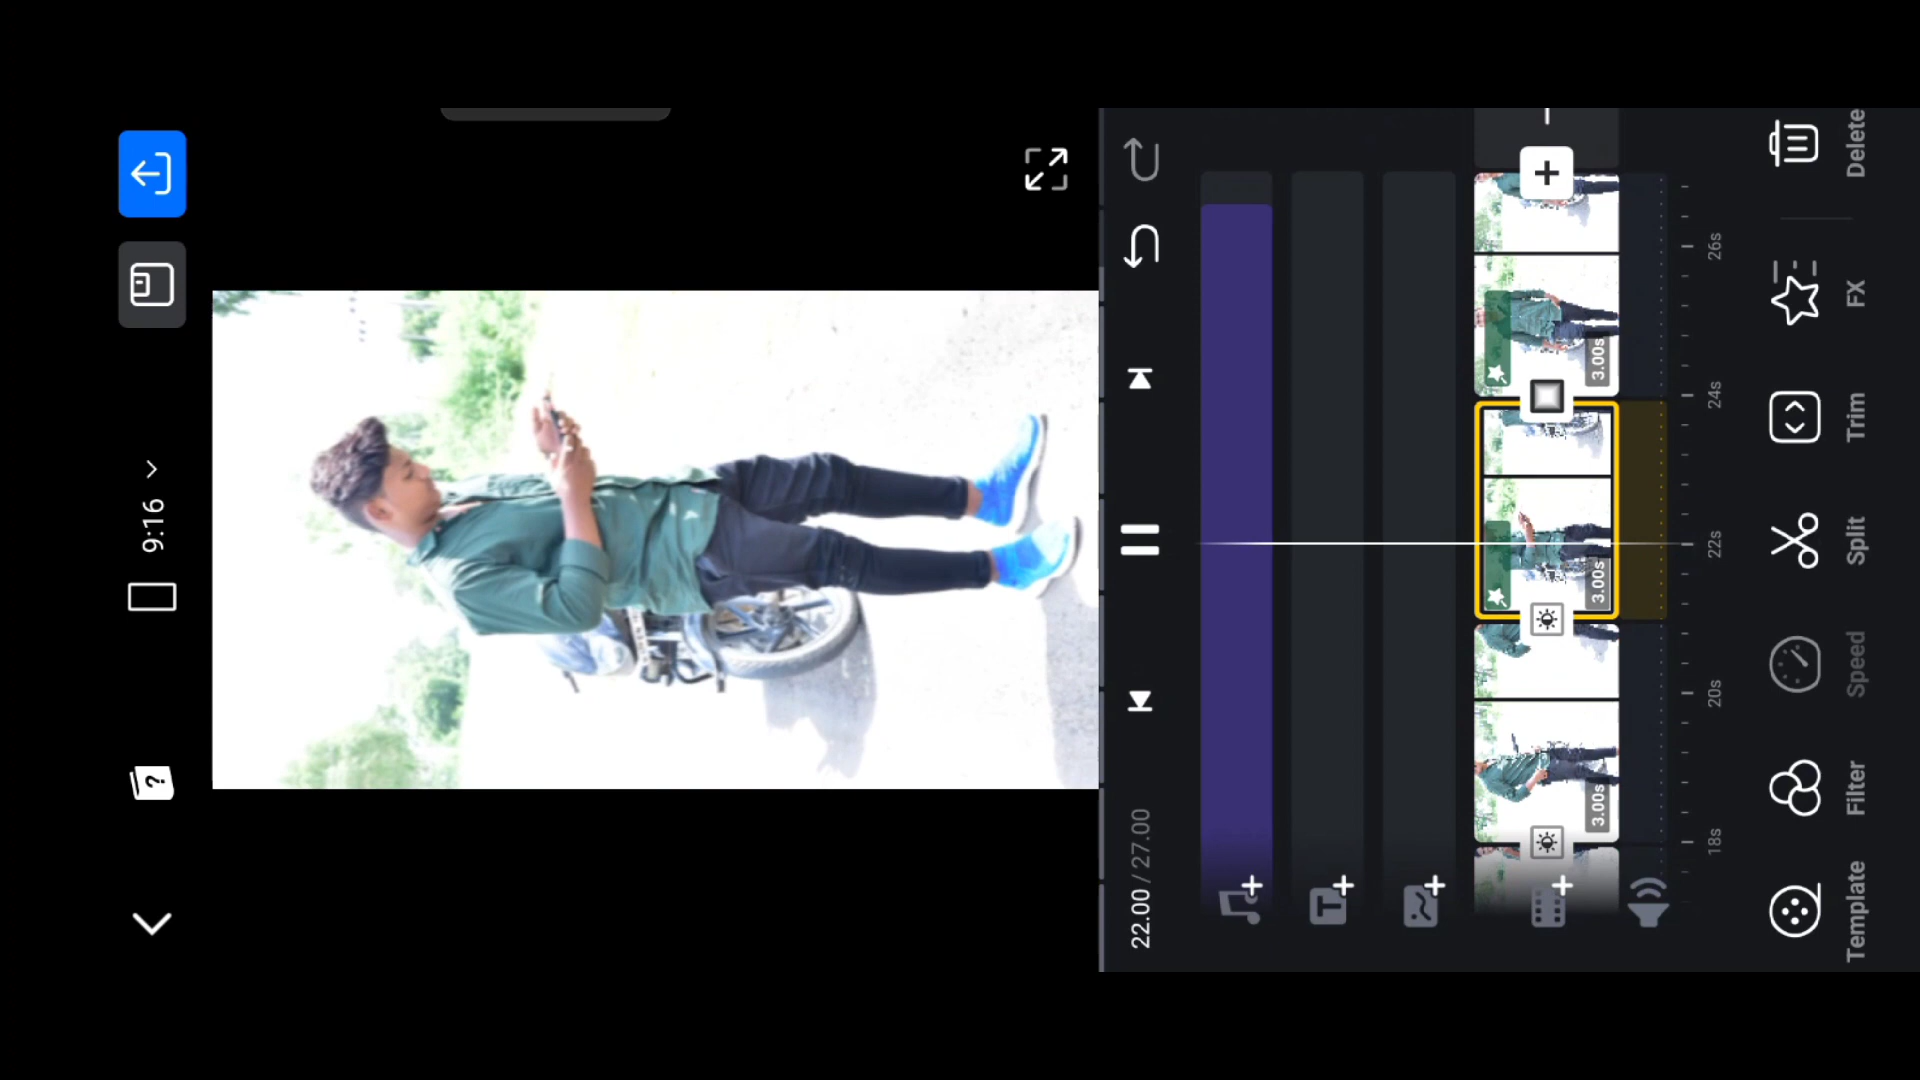 9:16
22.00 / 27.00
3.00s
3.00s
3.00s
18s
20s
22s
24s
26s
Template
Filter
Speed
Split
Trim
FX
Delete